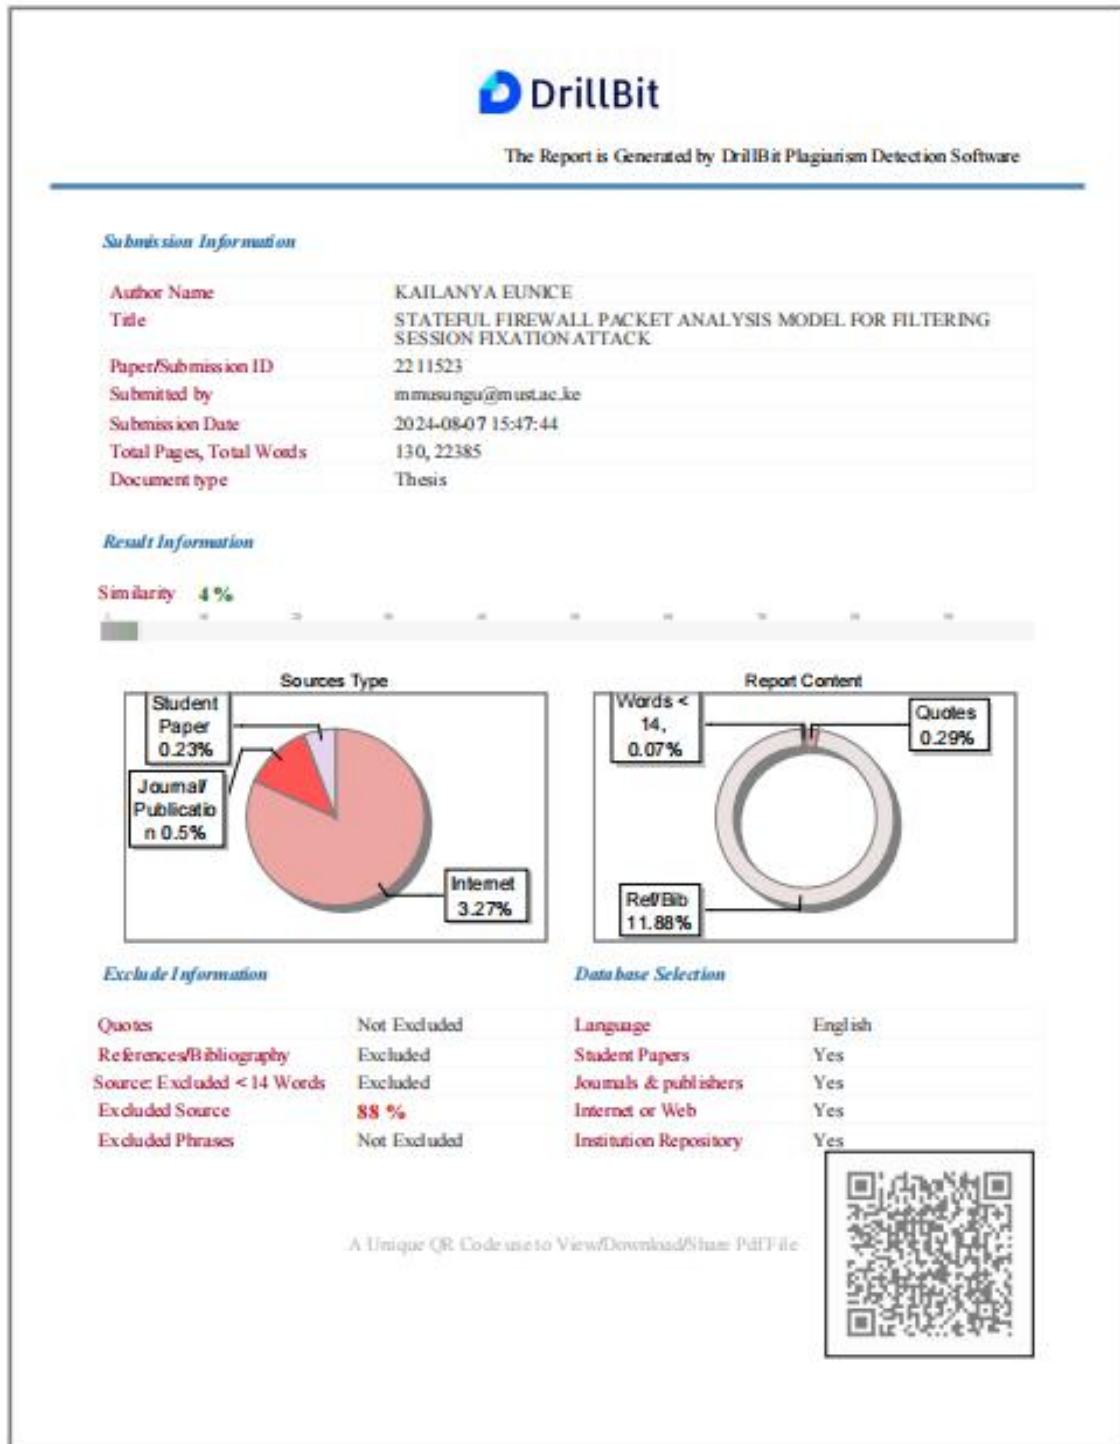 DrillBit
The Report is Generated by DrillBit Plagiarism Detection Software
Submission Information
Author Name KAILANYA EUNICE
Title STATEFUL FIREWALL PACKET ANALYSIS MODEL FOR FILTERING
SESSION FIXATION ATTACK
Paper/Submission ID 2211523
Submitted by mmusungu@must.ac.ke
Submission Date 2024-08-07 15:47:44
Total Pages, Total Words 130, 22385
Document type Thesis
Result Information
Similarity 4 %
Sources Type
Student
Paper
0.23%
Journal/
Publicatio
n 0.5%
Internet
3.27%
Report Content
Words <
14,
0.07%
Quotes
0.29%
Ref/Bib
11.88%
Exclude Information
Quotes Not Excluded
References/Bibliography Excluded
Source: Excluded < 14 Words Excluded
Excluded Source 88 %
Excluded Phrases Not Excluded
Database Selection
Language English
Student Papers Yes
Journals & publishers Yes
Internet or Web Yes
Institution Repository Yes
A Unique QR Code use to View/Download/Share Pdf File